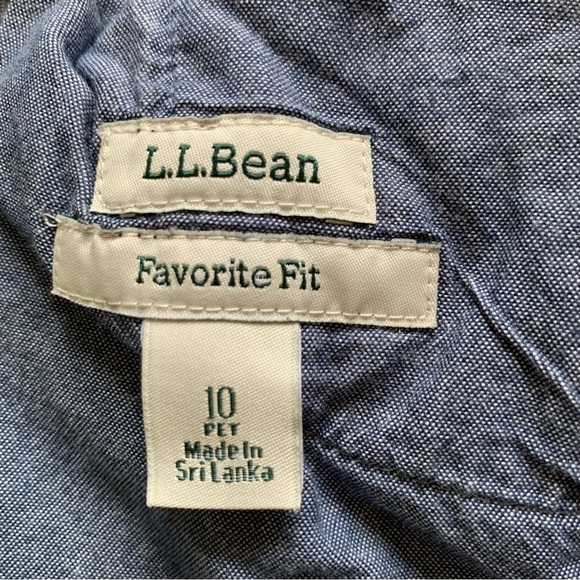 L.L.Bean
Favorite Fit
10
PET
Made In
Sri Lanka